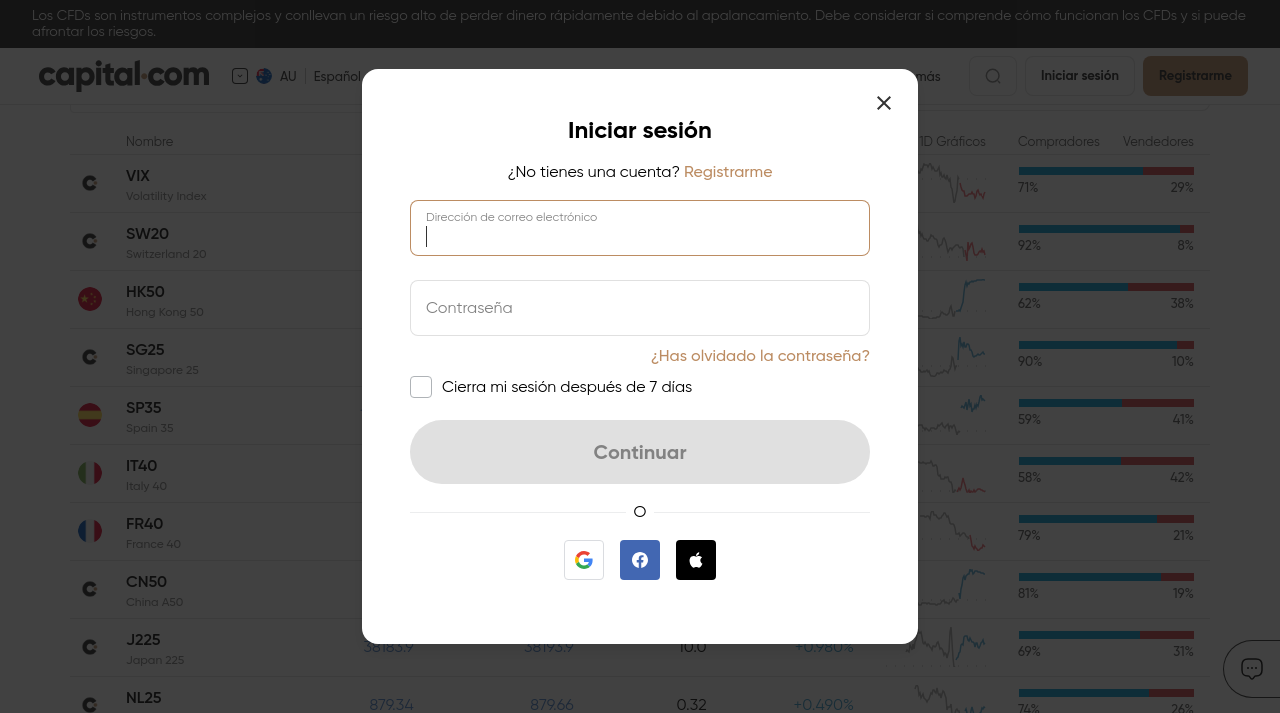 Los CFDs son instrumentos complejos y conllevan un riesgo alto de perder dinero rápidamente debido al apalancamiento. Debe considerar si comprende cómo funcionan los CFDs y si puede
afrontar los riesgos.
capital.com AU Español más Iniciar sesión Registrarme
Iniciar sesión
¿No tienes una cuenta? Registrarme
Dirección de correo electrónico
Contraseña
¿Has olvidado la contraseña?
Cierra mi sesión después de 7 días
Continuar
O
Nombre 1D Gráficos Compradores Vendedores
VIX
Volatility Index
71% 29%
SW20
Switzerland 20
92% 8%
HK50
Hong Kong 50
62% 38%
SG25
Singapore 25
90% 10%
SP35
Spain 35
59% 41%
IT40
Italy 40
58% 42%
FR40
France 40
79% 21%
CN50
China A50
81% 19%
J225
Japan 225
38183.9 38193.9 10.0 +0.980%
69% 31%
NL25
879.34 879.66 0.32 +0.490%
74% 26%